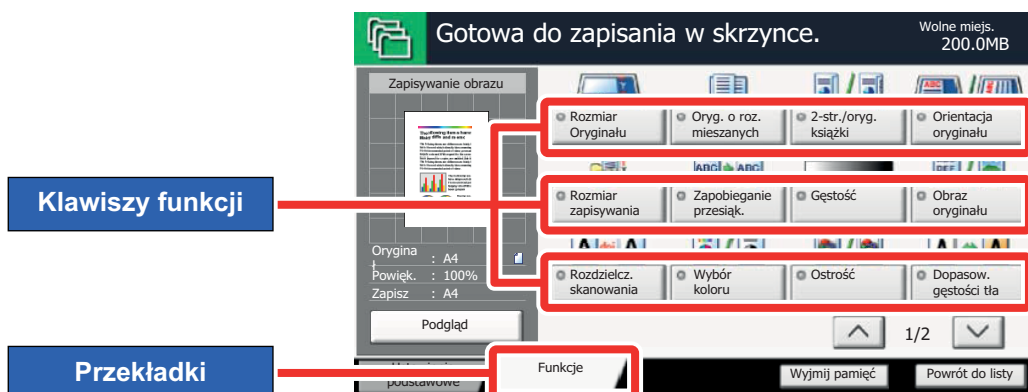 Gotowa do zapisania w skrzynce.
Wolne miejs.
200.0MB
Zapisywanie obrazu
Rozmiar
Oryginału
Oryg. o roz.
mieszanych
2-str./oryg.
książki
Orientacja
oryginału
Klawiszy funkcji
Rozmiar
zapisywania
Zapobieganie
przesiąk.
Gęstość
Obraz
oryginału
Orygina : A4
Powięk. : 100%
Zapisz : A4
Rozdzielcz.
skanowania
Wybór
koloru
Ostrość
Dopasow.
gęstości tła
Podgląd
1/2
Przekładki
podstawowe
Funkcje
Wyjmij pamięć
Powrót do listy